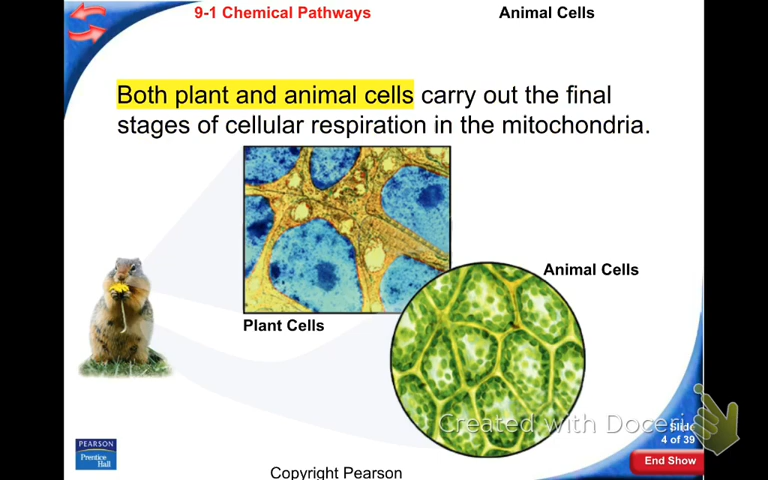 9-1 Chemical Pathways
Animal Cells
Both plant and animal cells carry out the final
stages of cellular respiration in the mitochondria.
Animal Cells
Plant Cells
Created with Doceri
Slide
4 of 39
End Show
PEARSON
Prentice
Hall
Copyright Pearson